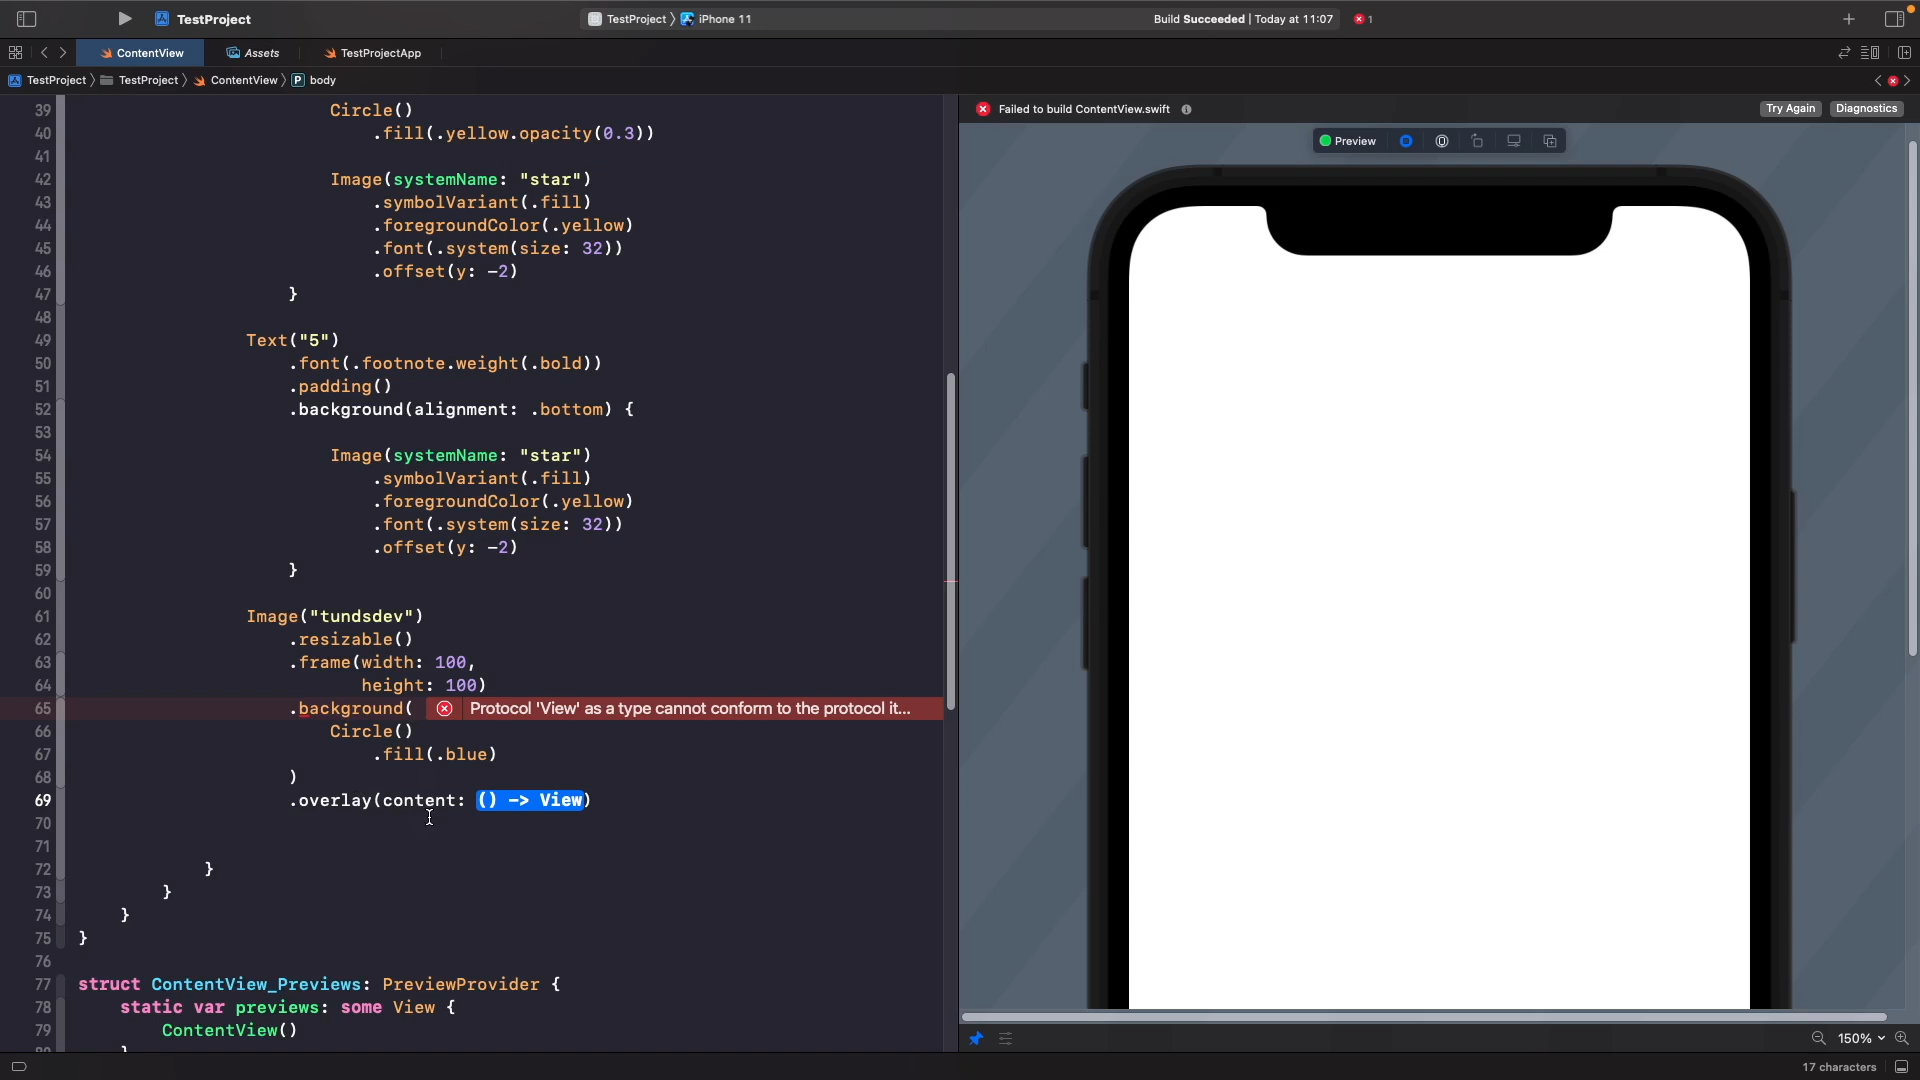 TestProject
TestProject 〉 iPhone 11
Build Succeeded | Today at 11:07
1
ContentView
Assets
TestProjectApp
TestProject 〉 TestProject 〉 ContentView 〉 P body
39 Circle()
40 .fill(.yellow.opacity(0.3))
41
42 Image(systemName: "star")
43 .symbolVariant(.fill)
44 .foregroundColor(.yellow)
45 .font(.system(size: 32))
46 .offset(y: -2)
47 }
48
49 Text("5")
50 .font(.footnote.weight(.bold))
51 .padding()
52 .background(alignment: .bottom) {
53
54 Image(systemName: "star")
55 .symbolVariant(.fill)
56 .foregroundColor(.yellow)
57 .font(.system(size: 32))
58 .offset(y: -2)
59 }
60
61 Image("tundsdev")
62 .resizable()
63 .frame(width: 100,
64 height: 100)
65 .background( Protocol 'View' as a type cannot conform to the protocol it...
66 Circle()
67 .fill(.blue)
68 )
69 .overlay(content: () -> View)
70
71
72 }
73 }
74 }
75 }
76
77 struct ContentView_Previews: PreviewProvider {
78 static var previews: some View {
79 ContentView()
80 }
Failed to build ContentView.swift
Try Again
Diagnostics
Preview
150%
17 characters